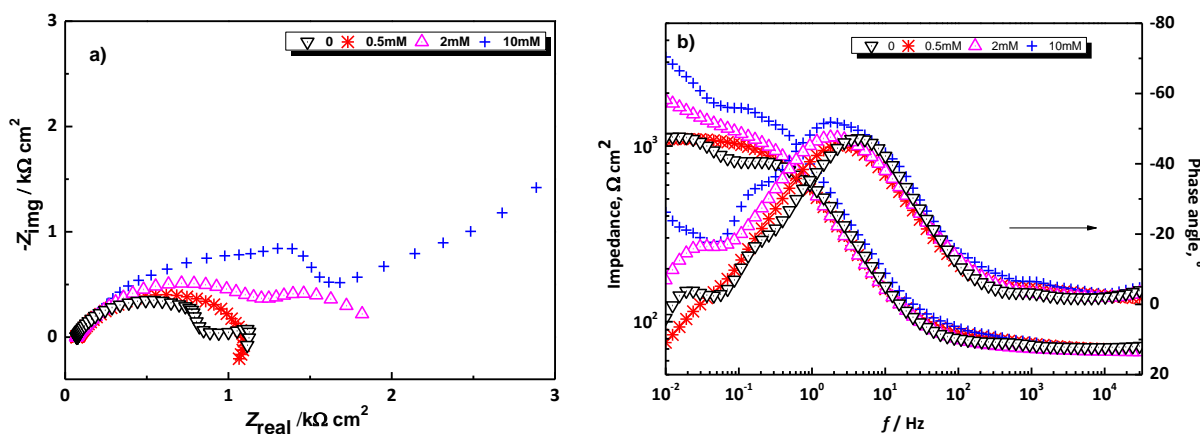 a)
0 0.5mM 2mM 10mM
3
2
1
0
-Z_img / kΩ cm²
0 1 2 3
Z_real /kΩ cm²
b)
0 0.5mM 2mM 10mM
10³
10²
Impedance, Ω cm²
-80
-60
-40
-20
0
20
Phase angle, °
10⁻² 10⁻¹ 10⁰ 10¹ 10² 10³ 10⁴
f / Hz